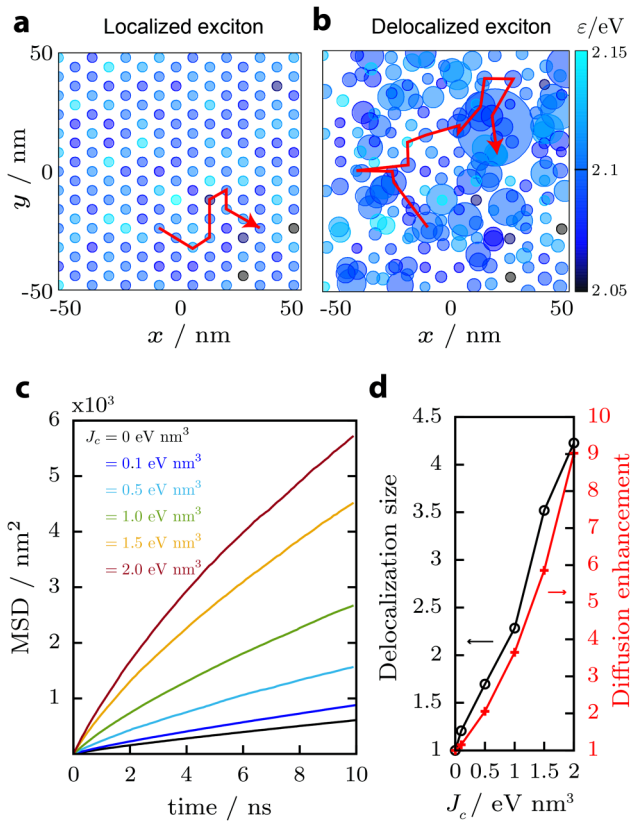 a
Localized exciton
50
0
-50
y / nm
-50
0
50
x / nm
b
Delocalized exciton
-50
0
50
x / nm
ε/eV
2.15
2.11
2.05
c
x10³
6
5
4
3
2
1
MSD / nm²
J_c = 0 eV nm³
= 0.1 eV nm³
= 0.5 eV nm³
= 1.0 eV nm³
= 1.5 eV nm³
= 2.0 eV nm³
0
2
4
6
8
10
time / ns
d
4.5
4
3.5
3
2.5
2
1.5
1
Delocalization size
10
9
8
7
6
5
4
3
2
1
Diffusion enhancement
0
0.5
1
1.5
2
J_c / eV nm³